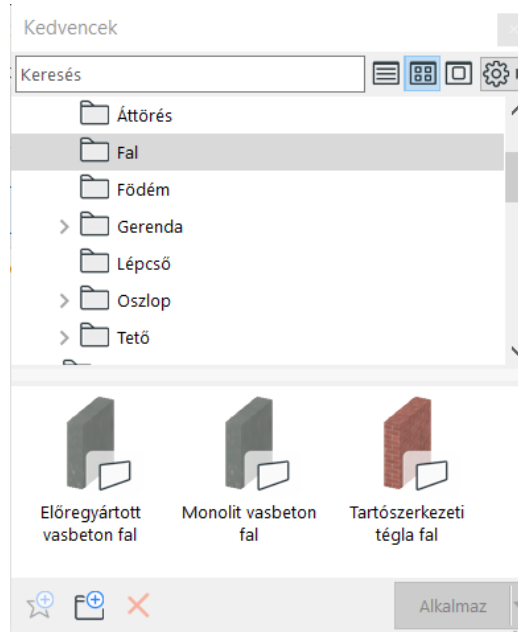 Kedvencek
Keresés
Áttörés
Fal
Födém
Gerenda
Lépcső
Oszlop
Tető
Előregyártott
vasbeton fal
Monolit vasbeton
fal
Tartószerkezeti
tégla fal
Alkalmaz